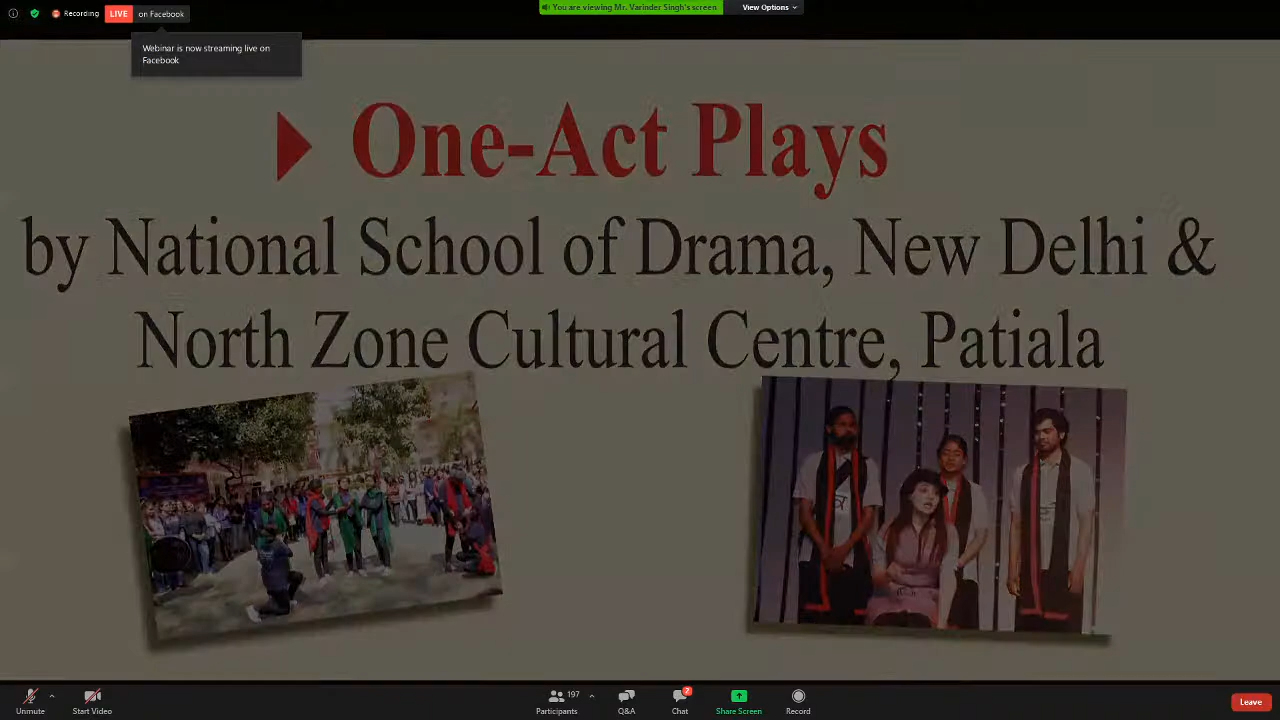 Recording
LIVE
on Facebook
You are viewing Mr. Varinder Singh's screen
View Options
Webinar is now streaming live on
Facebook
One-Act Plays
by National School of Drama, New Delhi &
North Zone Cultural Centre, Patiala
Unmute
Start Video
197
Participants
Q&A
Chat
Share Screen
Record
Leave